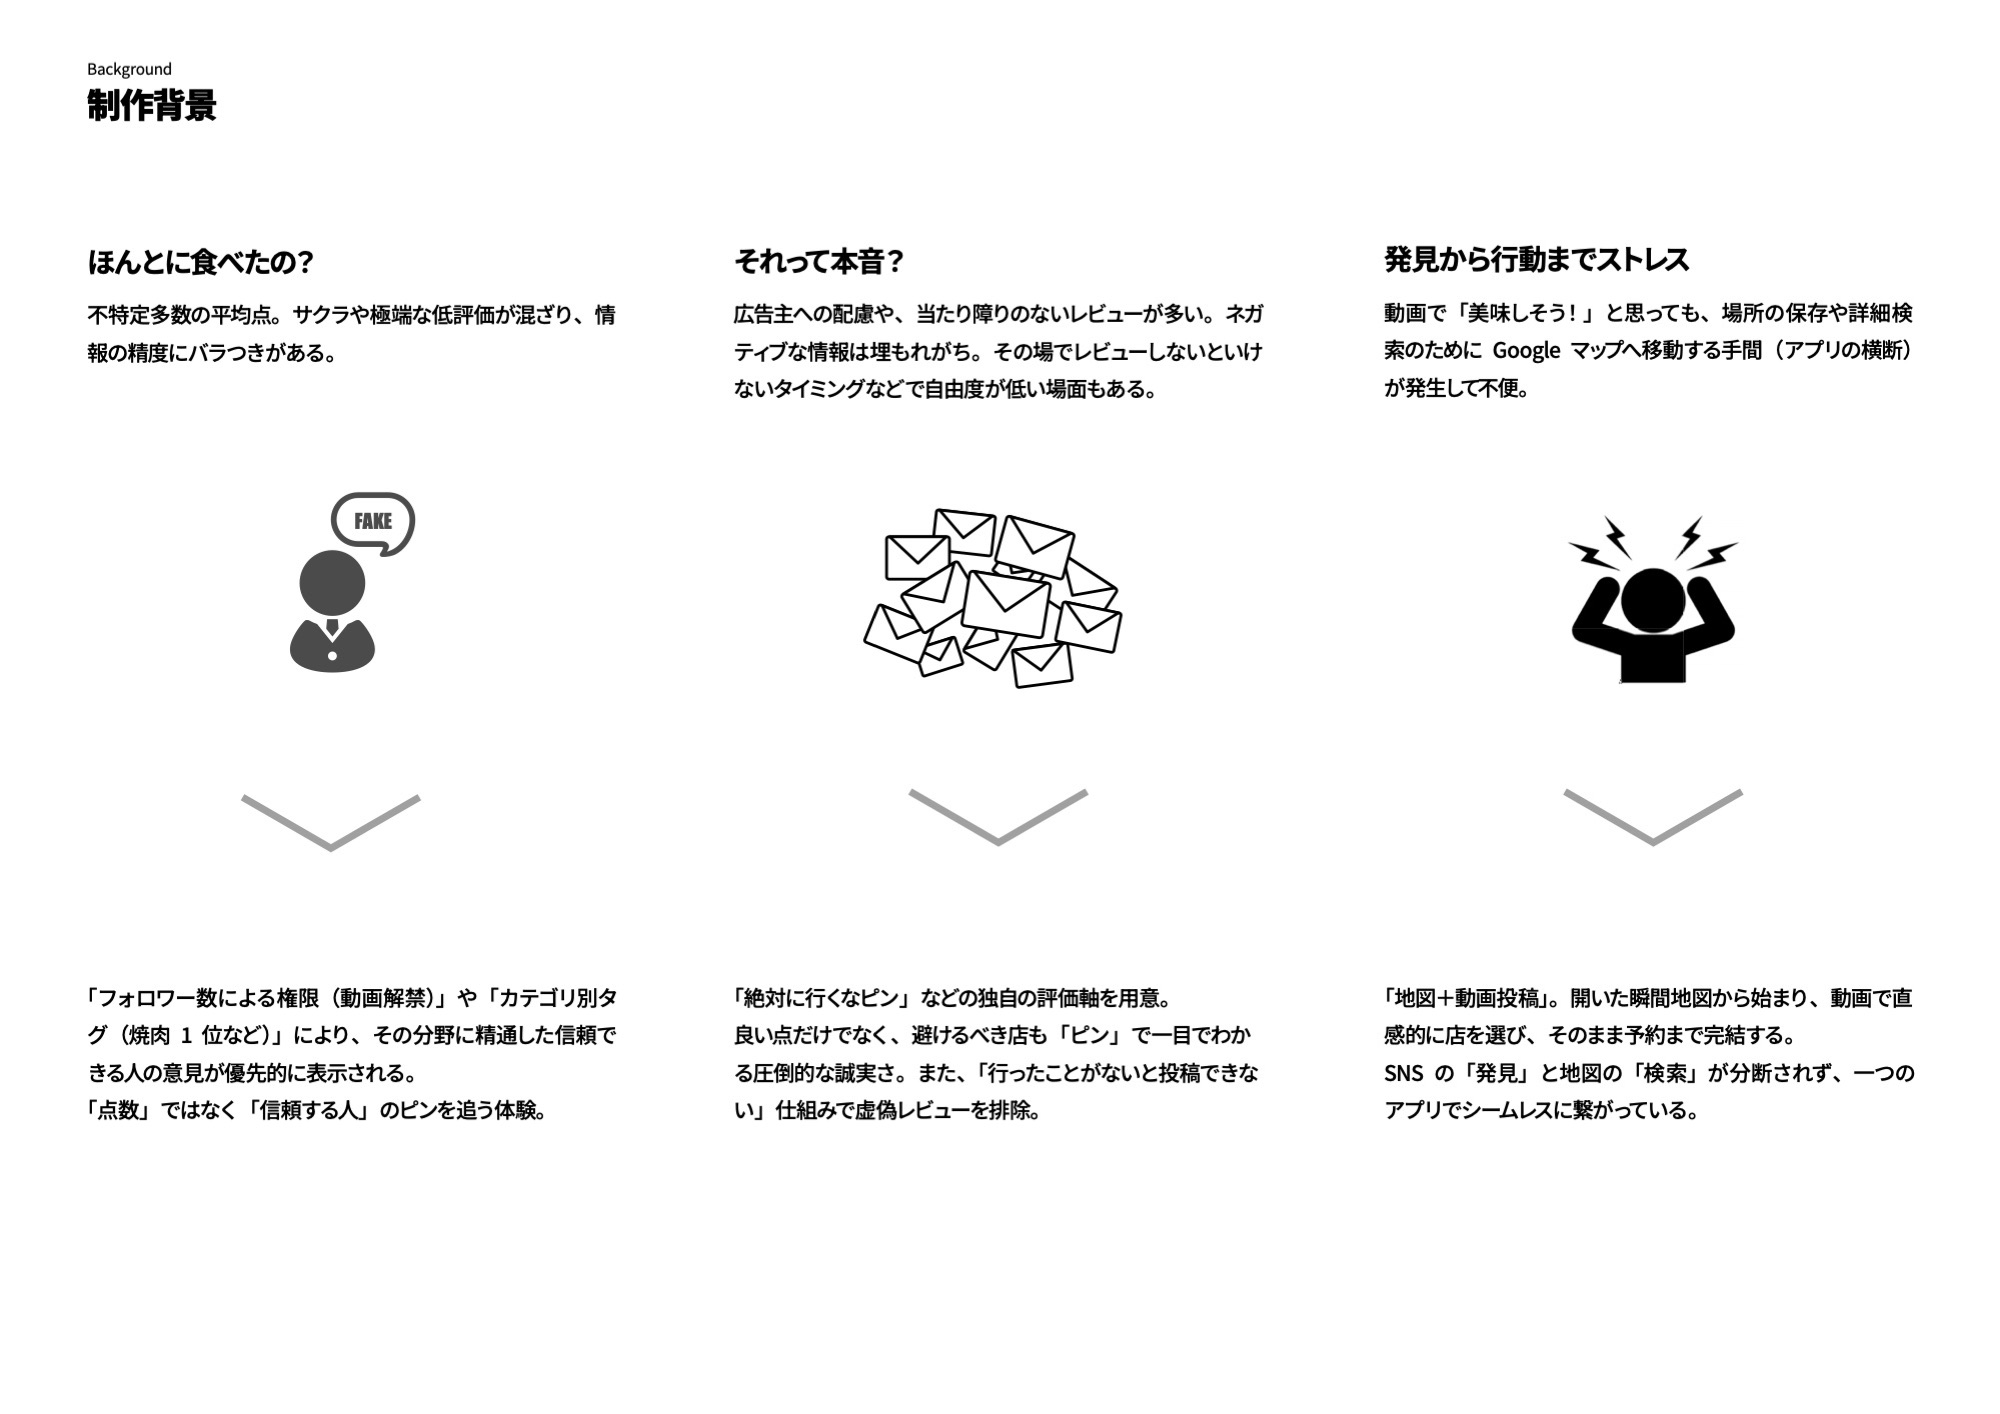 Background
制作背景
ほんとに食べたの？
不特定多数の平均点。サクラや極端な低評価が混ざり、情
報の精度にバラつきがある。
それって本音？
広告主への配慮や、当たり障りのないレビューが多い。ネガ
ティブな情報は埋もれがち。その場でレビューしないといけ
ないタイミングなどで自由度が低い場面もある。
発見から行動までストレス
動画で「美味しそう！」と思っても、場所の保存や詳細検
索のために Google マップへ移動する手間（アプリの横断）
が発生して不便。
FAKE
「フォロワー数による権限（動画解禁）」や「カテゴリ別タ
グ（焼肉 1 位など）」により、その分野に精通した信頼で
きる人の意見が優先的に表示される。
「点数」ではなく「信頼する人」のピンを追う体験。
「絶対に行くなピン」などの独自の評価軸を用意。
良い点だけでなく、避けるべき店も「ピン」で一目でわか
る圧倒的な誠実さ。また、「行ったことがないと投稿できな
い」仕組みで虚偽レビューを排除。
「地図＋動画投稿」。開いた瞬間地図から始まり、動画で直
感的に店を選び、そのまま予約まで完結する。
SNS の「発見」と地図の「検索」が分断されず、一つの
アプリでシームレスに繋がっている。